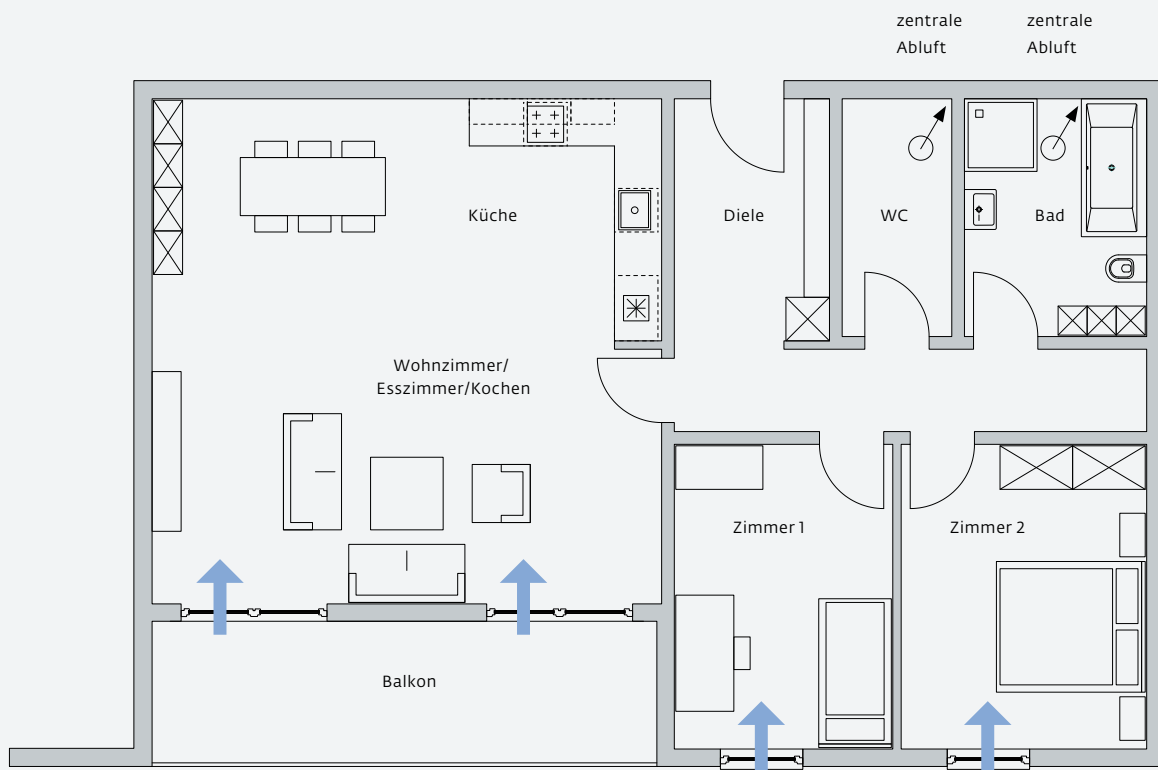 zentrale
Abluft
zentrale
Abluft
Küche
Diele
WC
Bad
Wohnzimmer/
Esszimmer/Kochen
Zimmer 1
Zimmer 2
Balkon